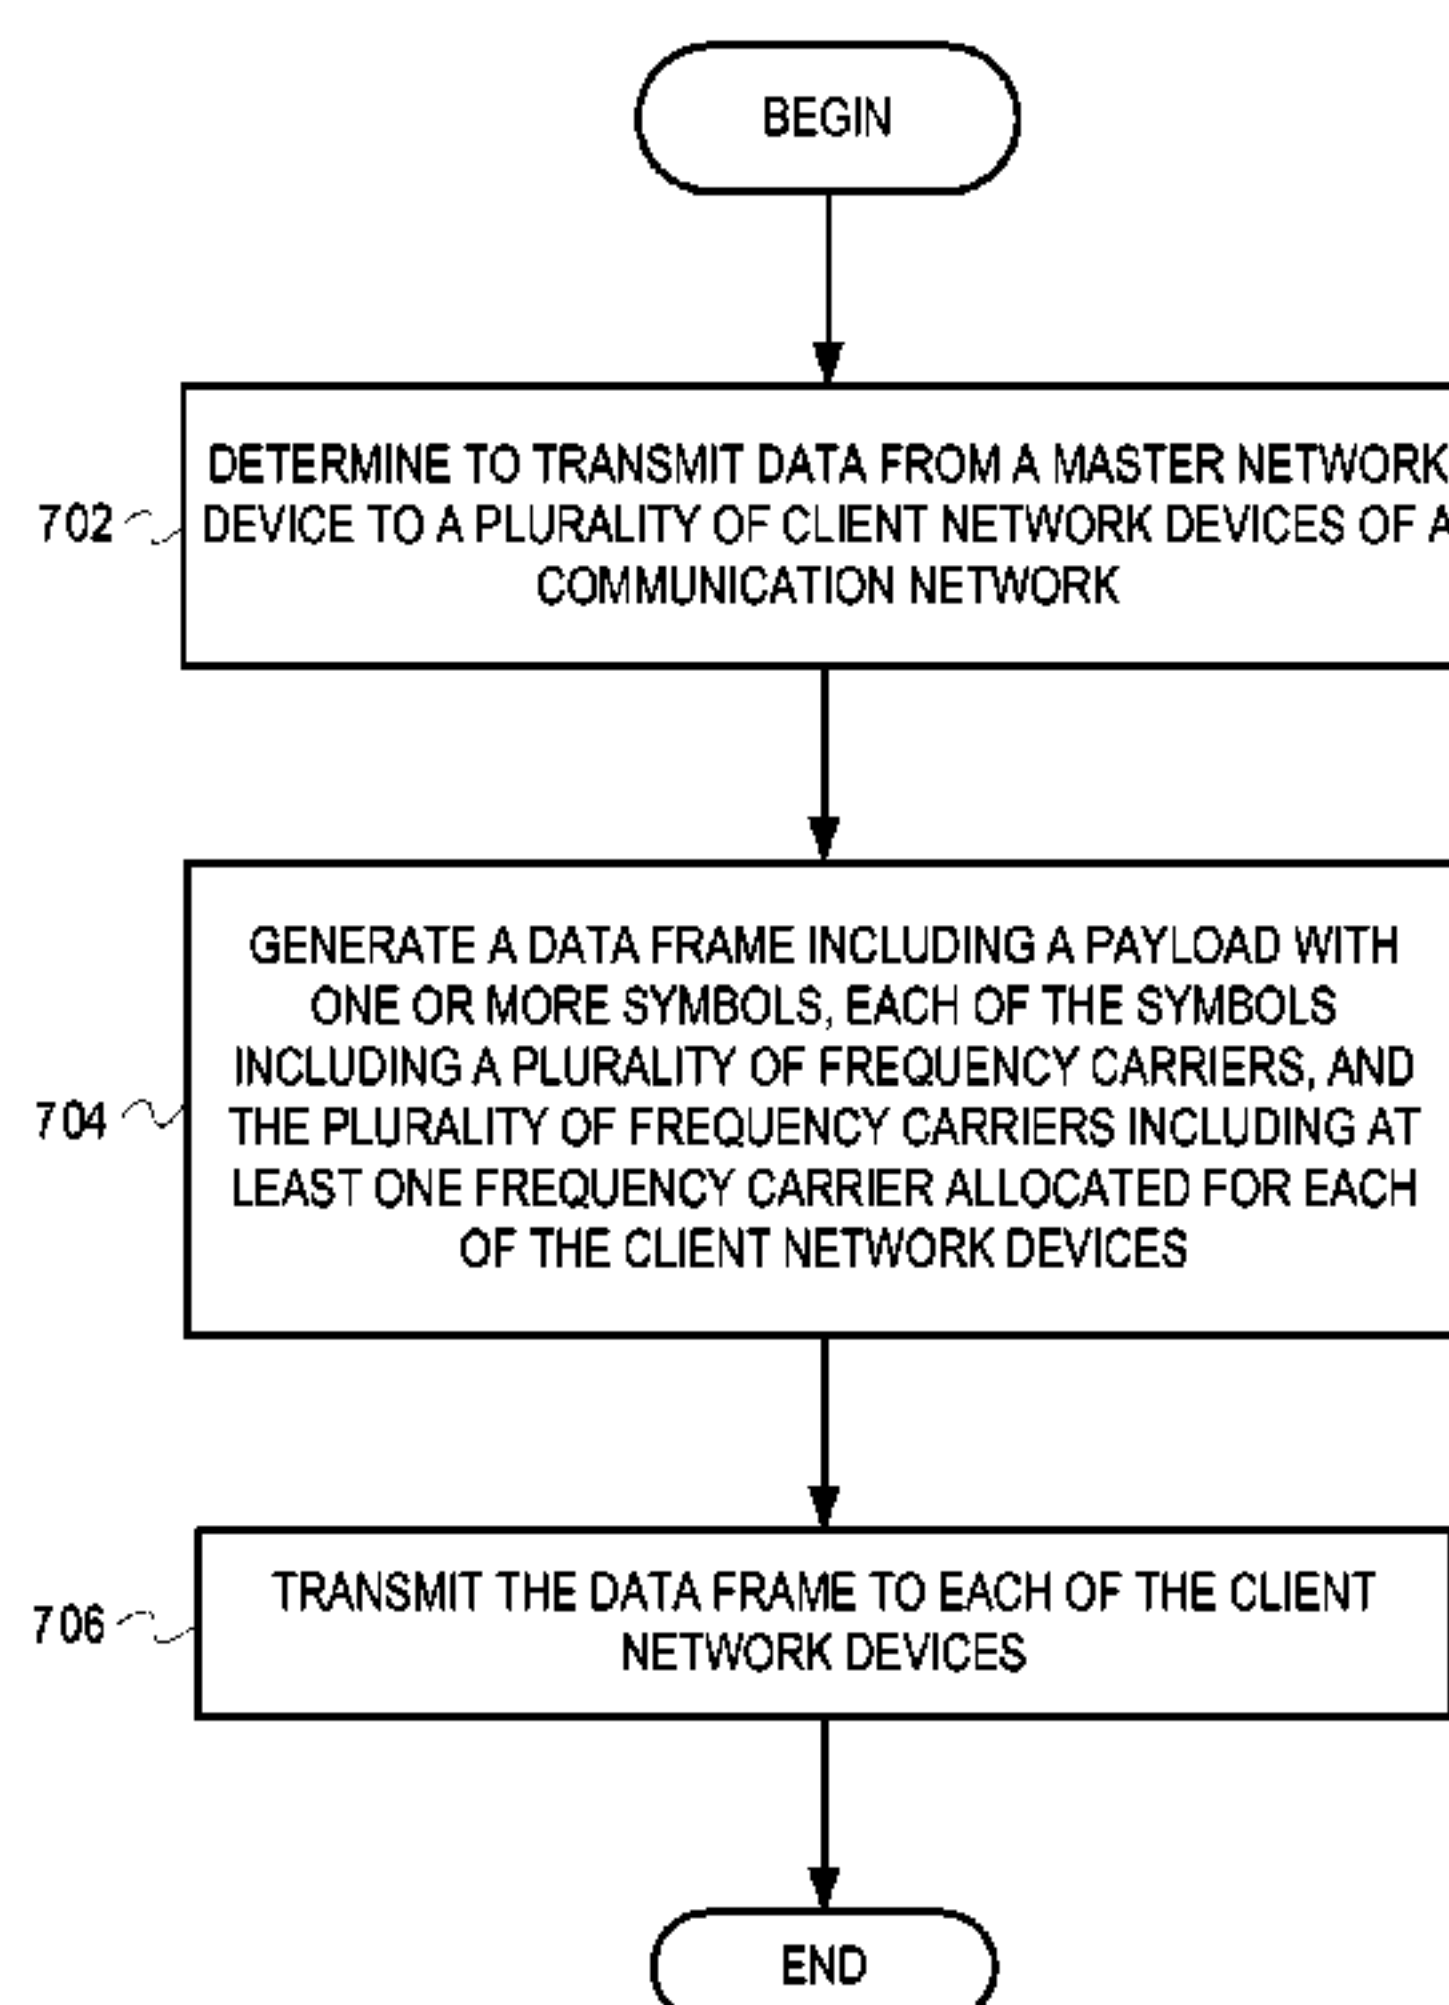 BEGIN
DETERMINE TO TRANSMIT DATA FROM A MASTER NETWORK
702
DEVICE TO A PLURALITY OF CLIENT NETWORK DEVICES OF A
COMMUNICATION NETWORK
GENERATE A DATA FRAME INCLUDING A PAYLOAD WITH
ONE OR MORE SYMBOLS, EACH OF THE SYMBOLS
INCLUDING A PLURALITY OF FREQUENCY CARRIERS, AND
704
THE PLURALITY OF FREQUENCY CARRIERS INCLUDING AT
LEAST ONE FREQUENCY CARRIER ALLOCATED FOR EACH
OF THE CLIENT NETWORK DEVICES
TRANSMIT THE DATA FRAME TO EACH OF THE CLIENT
706
NETWORK DEVICES
END